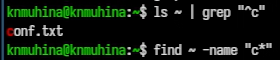 knmuhina@knmuhina:~$ ls ~ | grep "^c"
conf.txt
knmuhina@knmuhina:~$ find ~ -name "c*"